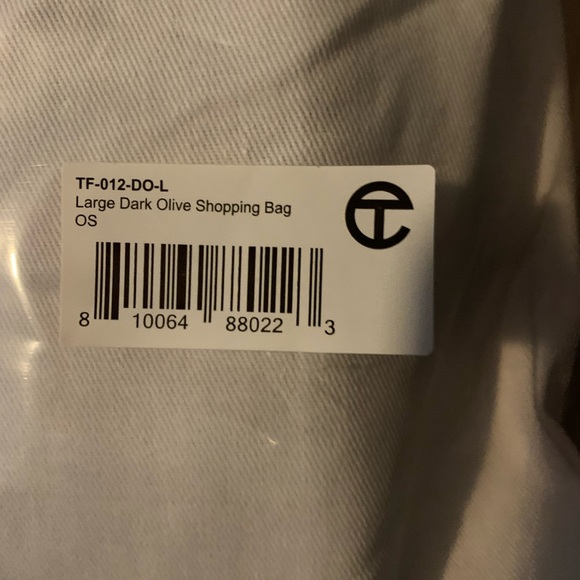 TF-012-DO-L
Large Dark Olive Shopping Bag
OS
8 10064 88022 3